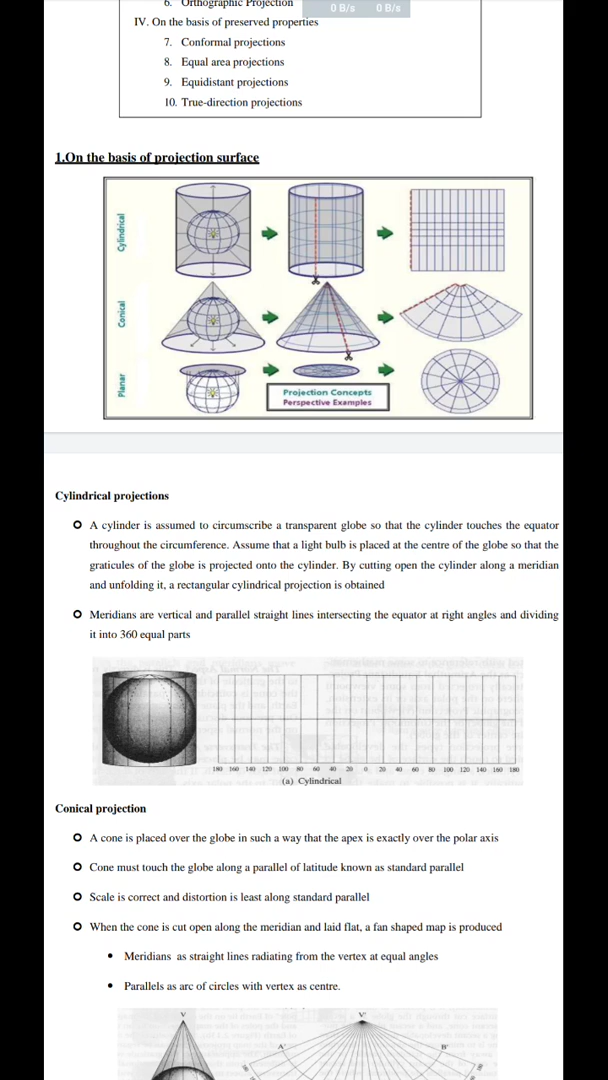 6. Orthographic Projection
0 B/s 0 B/s
IV. On the basis of preserved properties
7. Conformal projections
8. Equal area projections
9. Equidistant projections
10. True-direction projections
1.On the basis of projection surface
Cylindrical
Conical
Planar
Projection Concepts
Perspective Examples
Cylindrical projections
A cylinder is assumed to circumscribe a transparent globe so that the cylinder touches the equator
throughout the circumference. Assume that a light bulb is placed at the centre of the globe so that the
graticules of the globe is projected onto the cylinder. By cutting open the cylinder along a meridian
and unfolding it, a rectangular cylindrical projection is obtained
Meridians are vertical and parallel straight lines intersecting the equator at right angles and dividing
it into 360 equal parts
180 160 140 120 100 80 60 40 20 0 20 40 60 80 100 120 140 160 180
(a) Cylindrical
Conical projection
A cone is placed over the globe in such a way that the apex is exactly over the polar axis
Cone must touch the globe along a parallel of latitude known as standard parallel
Scale is correct and distortion is least along standard parallel
When the cone is cut open along the meridian and laid flat, a fan shaped map is produced
• Meridians as straight lines radiating from the vertex at equal angles
• Parallels as arc of circles with vertex as centre.
V V'
A' B'
180 180